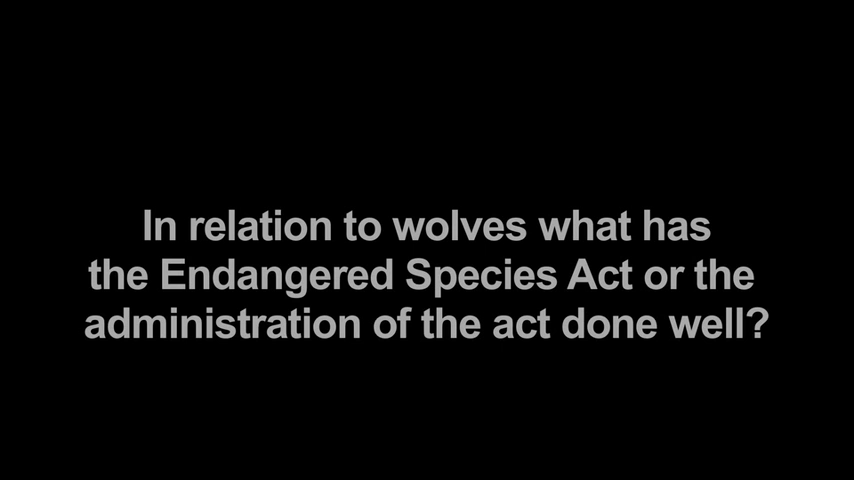 In relation to wolves what has
the Endangered Species Act or the
administration of the act done well?